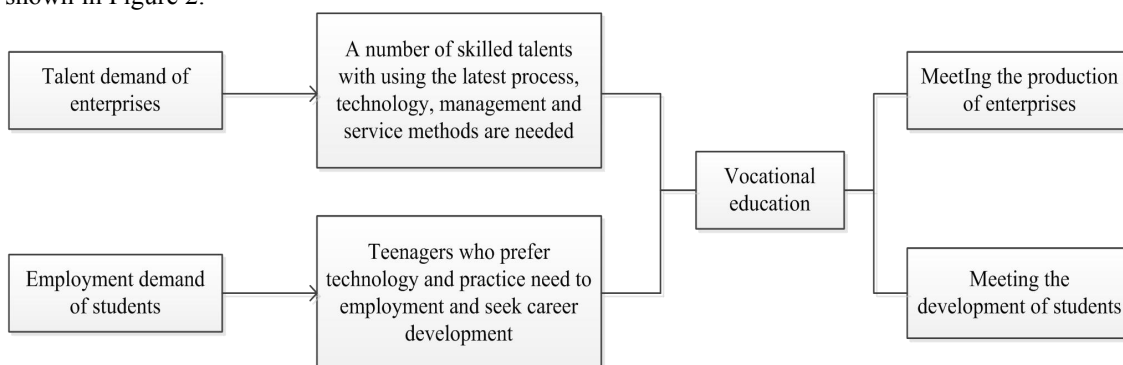 shown in Figure 2.
Talent demand of
enterprises
A number of skilled talents
with using the latest process,
technology, management and
service methods are needed
MeetIng the production
of enterprises
Vocational
education
Employment demand
of students
Teenagers who prefer
technology and practice need to
employment and seek career
development
Meeting the
development of students